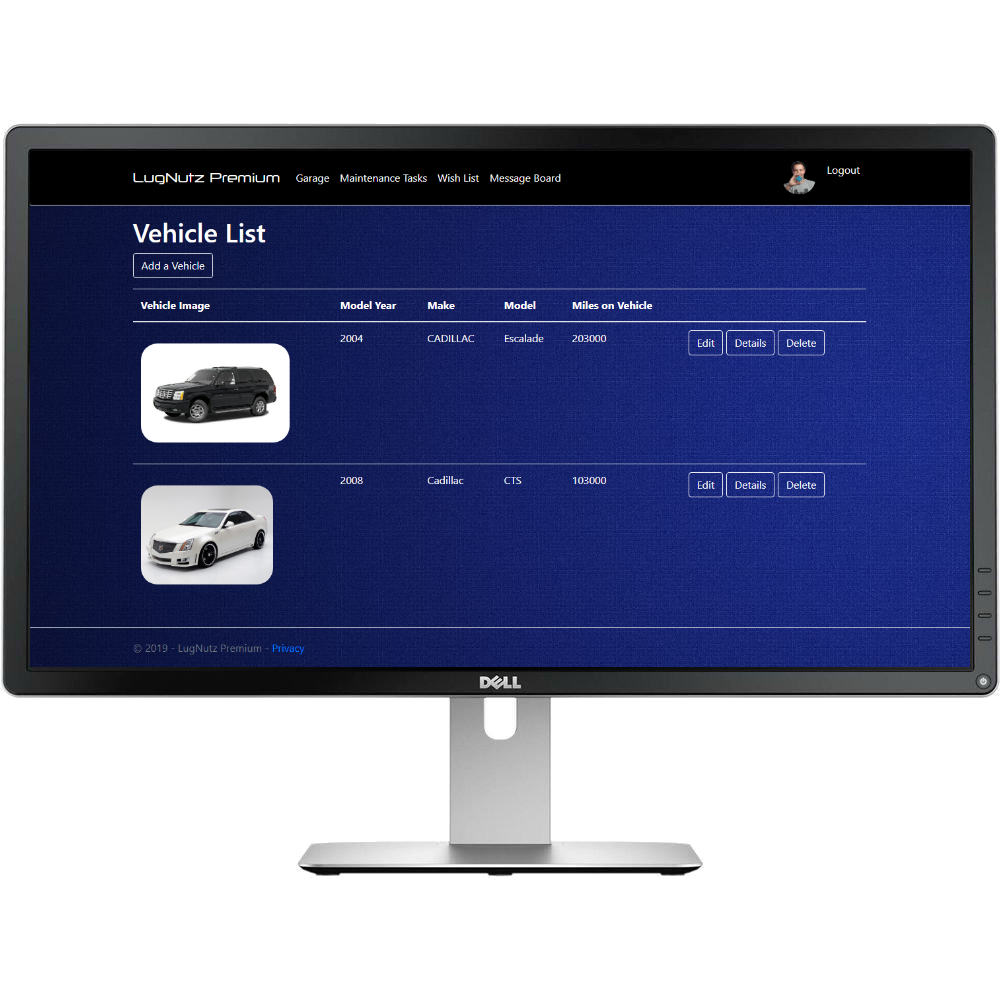 LugNutz Premium Garage Maintenance Tasks Wish List Message Board Logout
Vehicle List
Add a Vehicle
Vehicle Image Model Year Make Model Miles on Vehicle
2004 CADILLAC Escalade 203000 Edit Details Delete
2008 Cadillac CTS 103000 Edit Details Delete
© 2019 - LugNutz Premium - Privacy
DELL